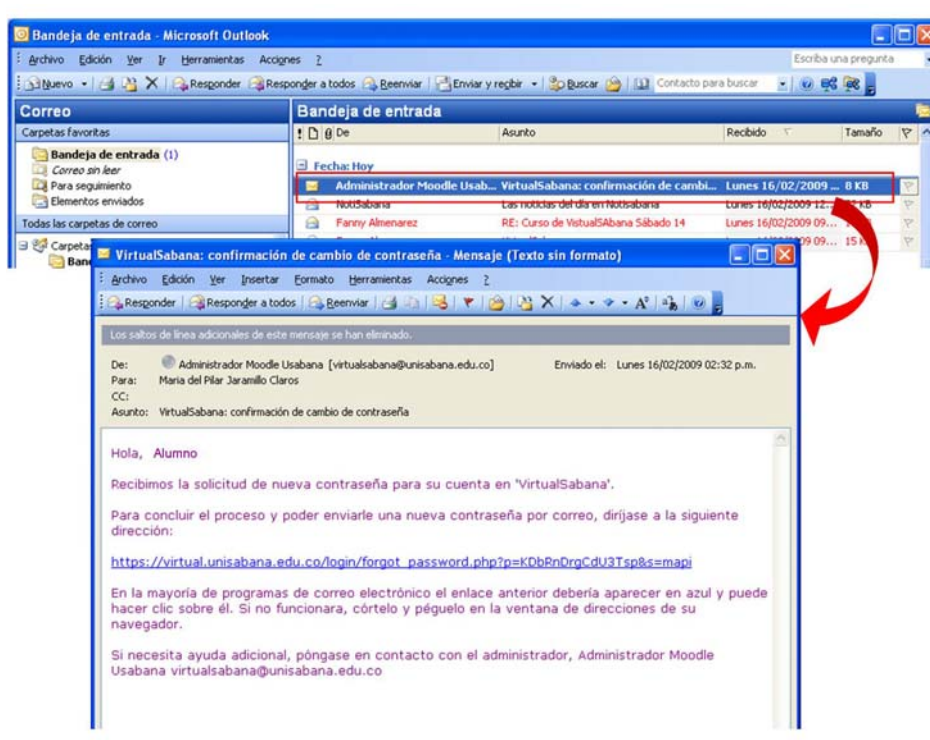 Bandeja de entrada - Microsoft Outlook
Archivo Edición Ver Ir Herramientas Acciones ? Escriba una pregunta
Nuevo Responder Responder a todos Reenviar Enviar y recibir Buscar Contacto para buscar
Correo Bandeja de entrada
Carpetas favoritas ! De Asunto Recibido Tamaño
Bandeja de entrada (1)
Correo sin leer
Para seguimiento
Elementos enviados
Todas las carpetas de correo
Fecha: Hoy
Administrador Moodle Usab... VirtualSabana: confirmación de cambi... Lunes 16/02/2009 ... 8 KB
NotiSabana Las noticias del día en Notisabana Lunes 16/02/2009 12... KB
Fanny Almenarez RE: Curso de VistualSAbana Sábado 14 Lunes 16/02/2009 09...
09 09... 15 K
Carpetas
Ban
VirtualSabana: confirmación de cambio de contraseña - Mensaje (Texto sin formato)
Archivo Edición Ver Insertar Formato Herramientas Acciones ?
Responder Responder a todos Reenviar
Los saltos de línea adicionales de este mensaje se han eliminado.
De: Administrador Moodle Usabana [virtualsabana@unisabana.edu.co] Enviado el: Lunes 16/02/2009 02:32 p.m.
Para: Maria del Pilar Jaramillo Claros
CC:
Asunto: VirtualSabana: confirmación de cambio de contraseña
Hola, Alumno
Recibimos la solicitud de nueva contraseña para su cuenta en 'VirtualSabana'.
Para concluir el proceso y poder enviarle una nueva contraseña por correo, diríjase a la siguiente
dirección:
https://virtual.unisabana.edu.co/login/forgot_password.php?p=KDbRnDrgCdU3Tsp&s=mapi
En la mayoría de programas de correo electrónico el enlace anterior debería aparecer en azul y puede
hacer clic sobre él. Si no funcionara, córtelo y péguelo en la ventana de direcciones de su
navegador.
Si necesita ayuda adicional, póngase en contacto con el administrador, Administrador Moodle
Usabana virtualsabana@unisabana.edu.co